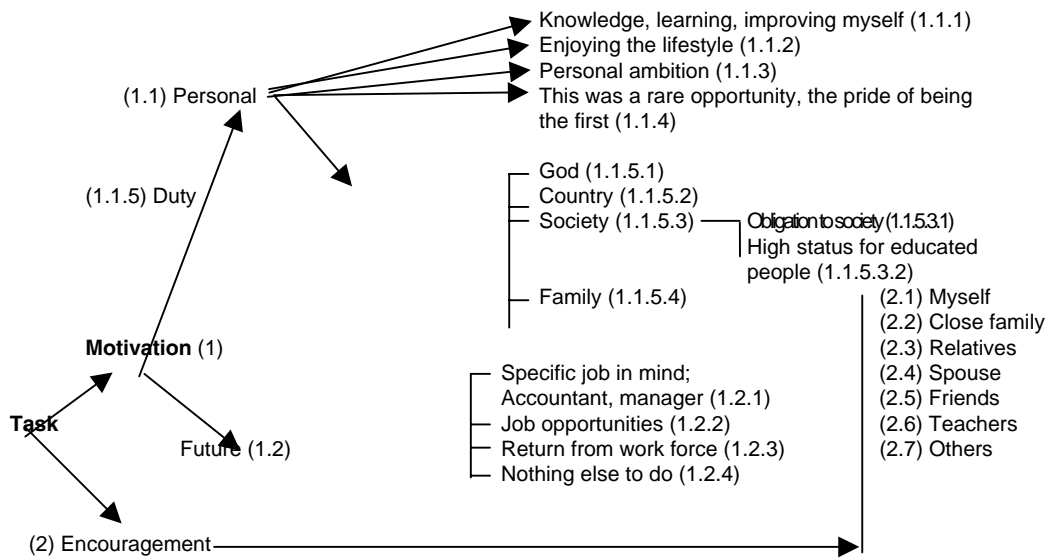 Knowledge, learning, improving myself (1.1.1)
Enjoying the lifestyle (1.1.2)
Personal ambition (1.1.3)
(1.1) Personal
This was a rare opportunity, the pride of being
the first (1.1.4)
God (1.1.5.1)
(1.1.5) Duty
Country (1.1.5.2)
Society (1.1.5.3)
Obligation to society (1.1.5.3.1)
High status for educated
people (1.1.5.3.2)
Family (1.1.5.4)
(2.1) Myself
(2.2) Close family
(2.3) Relatives
(2.4) Spouse
(2.5) Friends
(2.6) Teachers
(2.7) Others
Motivation (1)
Specific job in mind;
Accountant, manager (1.2.1)
Job opportunities (1.2.2)
Return from work force (1.2.3)
Nothing else to do (1.2.4)
Task
Future (1.2)
(2) Encouragement